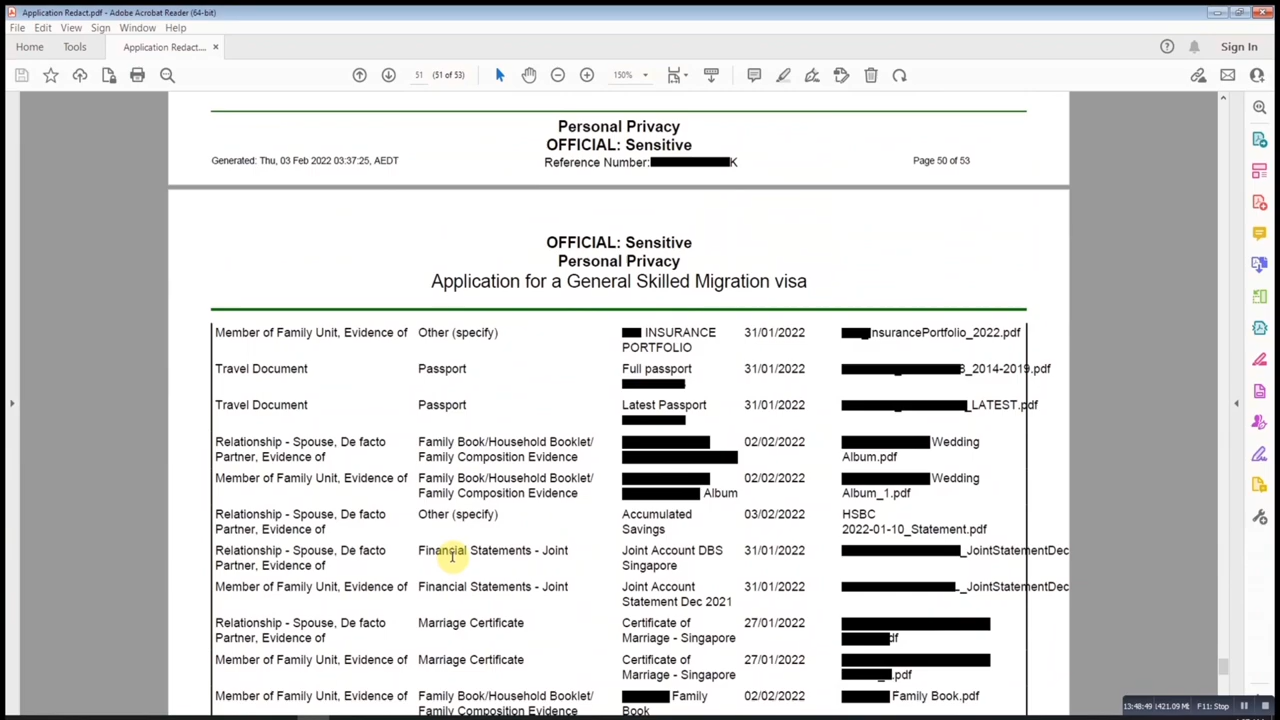 Application Redact.pdf - Adobe Acrobat Reader (64-bit)
File Edit View Sign Window Help
Home Tools Application Redact.... × Sign In
51 (51 of 53) 150%
Personal Privacy
OFFICIAL: Sensitive
Generated: Thu, 03 Feb 2022 03:37:25, AEDT Reference Number: K Page 50 of 53
OFFICIAL: Sensitive
Personal Privacy
Application for a General Skilled Migration visa
Member of Family Unit, Evidence of Other (specify) INSURANCE 31/01/2022 nsurancePortfolio_2022.pdf
PORTFOLIO
Travel Document Passport Full passport 31/01/2022 _2014-2019.pdf
Travel Document Passport Latest Passport 31/01/2022 _LATEST.pdf
Relationship - Spouse, De facto Family Book/Household Booklet/ 02/02/2022 Wedding
Partner, Evidence of Family Composition Evidence Album.pdf
Member of Family Unit, Evidence of Family Book/Household Booklet/ 02/02/2022 Wedding
Family Composition Evidence Album Album_1.pdf
Relationship - Spouse, De facto Other (specify) Accumulated 03/02/2022 HSBC
Partner, Evidence of Savings 2022-01-10_Statement.pdf
Relationship - Spouse, De facto Financial Statements - Joint Joint Account DBS 31/01/2022 _JointStatementDec
Partner, Evidence of Singapore
Member of Family Unit, Evidence of Financial Statements - Joint Joint Account 31/01/2022 _JointStatementDec
Statement Dec 2021
Relationship - Spouse, De facto Marriage Certificate Certificate of 27/01/2022
Partner, Evidence of Marriage - Singapore df
Member of Family Unit, Evidence of Marriage Certificate Certificate of 27/01/2022
Marriage - Singapore .pdf
Member of Family Unit, Evidence of Family Book/Household Booklet/ Family 02/02/2022 Family Book.pdf
Family Composition Evidence Book
F11: Stop